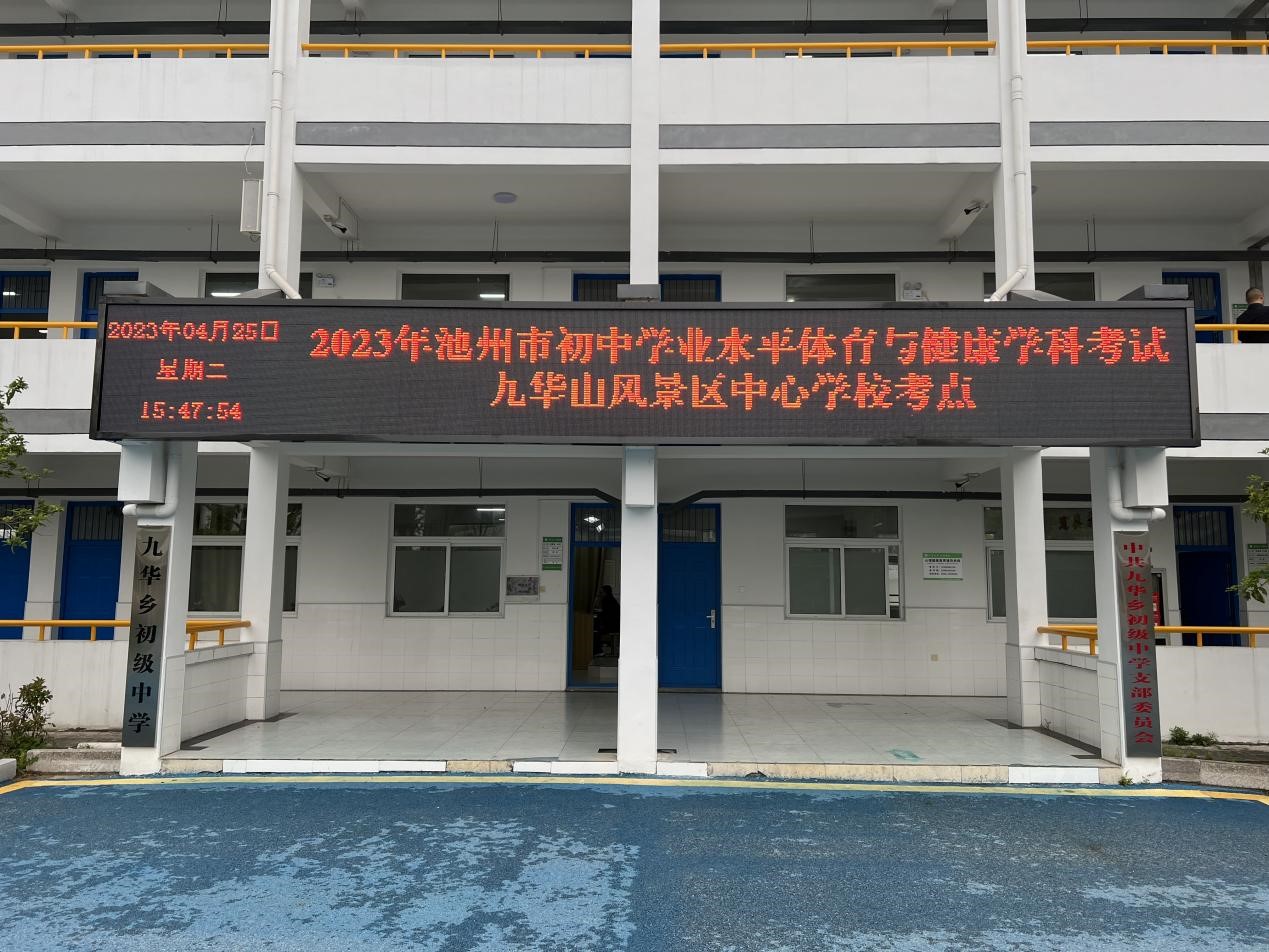 2023年04月25日
星期二
15:47:54
2023年池州市初中学业水平体育与健康学科考试
九华山风景区中心学校考点
九华乡初级中学
中共九华乡初级中学支部委员会